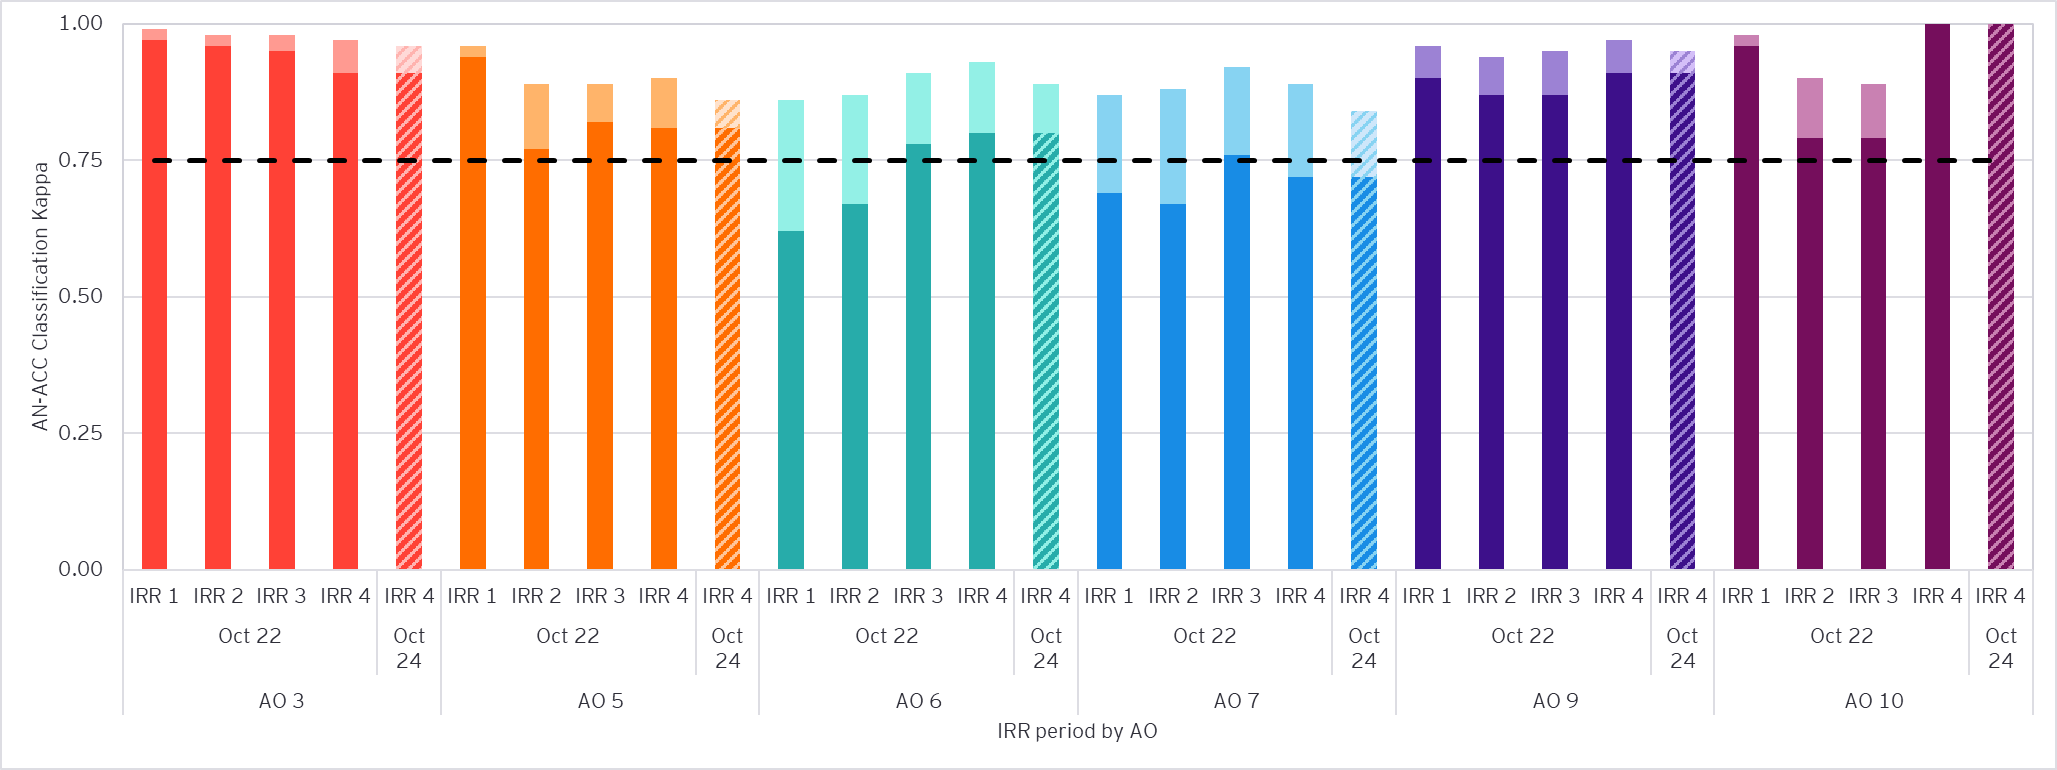 1.00
0.75
0.50
0.25
0.00
AN-ACC Classification Kappa
IRR 1 IRR 2 IRR 3 IRR 4 IRR 4 IRR 1 IRR 2 IRR 3 IRR 4 IRR 4 IRR 1 IRR 2 IRR 3 IRR 4 IRR 4 IRR 1 IRR 2 IRR 3 IRR 4 IRR 4 IRR 1 IRR 2 IRR 3 IRR 4 IRR 4 IRR 1 IRR 2 IRR 3 IRR 4 IRR 4
Oct 22 Oct Oct 22 Oct Oct 22 Oct Oct 22 Oct Oct 22 Oct Oct 22 Oct
24 24 24 24 24 24
AO 3 AO 5 AO 6 AO 7 AO 9 AO 10
IRR period by AO